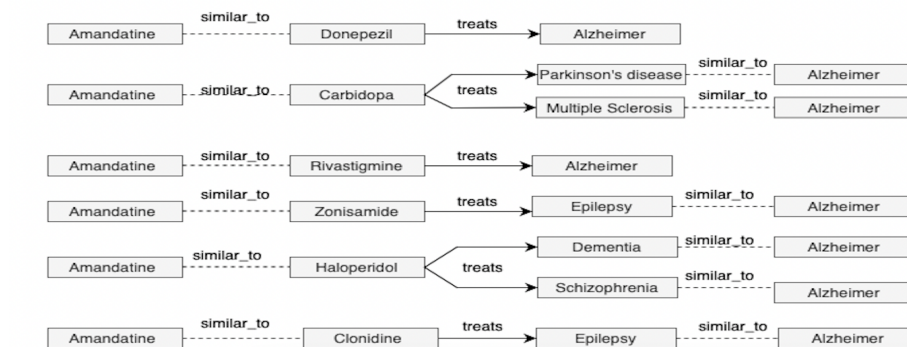 similar_to
treats
Amandatine Donepezil Alzheimer
similar_to
Parkinson's disease Alzheimer
similar_to treats
Amandatine Carbidopa
similar_to
Multiple Sclerosis Alzheimer
similar_to treats
Amandatine Rivastigmine Alzheimer
similar_to treats similar_to
Amandatine Zonisamide Epilepsy Alzheimer
similar_to
Dementia Alzheimer
similar_to treats
Amandatine Haloperidol
similar_to
Schizophrenia Alzheimer
similar_to treats similar_to
Amandatine Clonidine Epilepsy Alzheimer